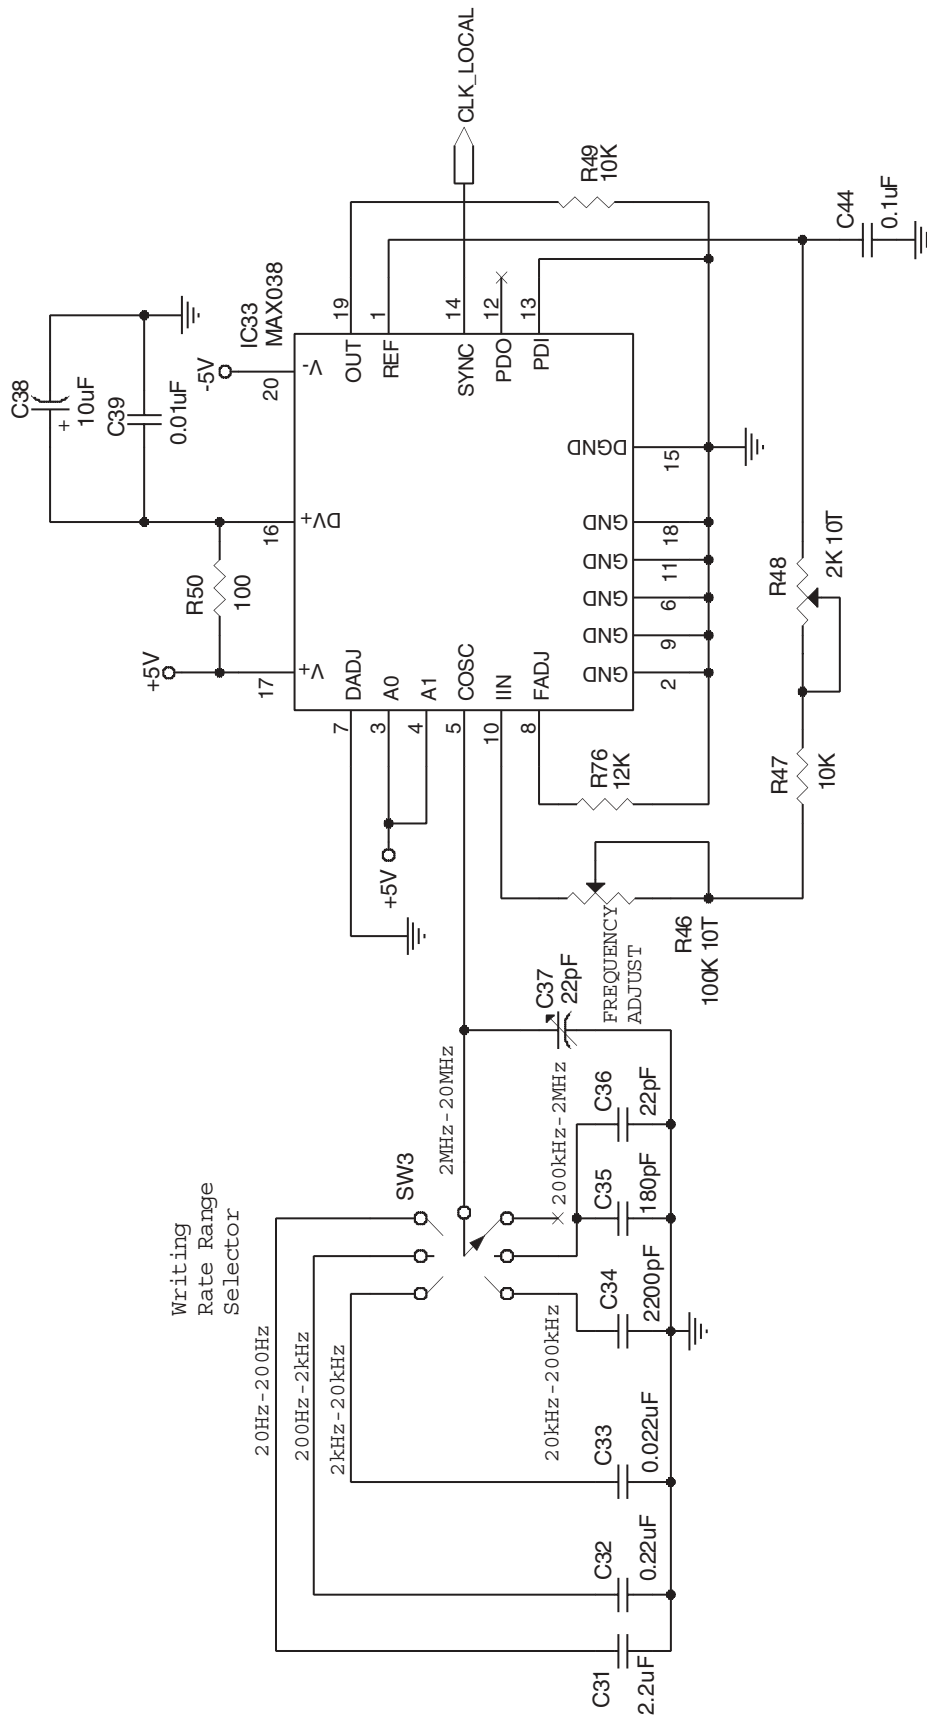 Writing
Rate Range
Selector
20Hz-200Hz
200Hz-2kHz
2kHz-20kHz
20kHz-200kHz
200kHz-2MHz
2MHz-20MHz
SW3
C31
2.2uF
C32
0.22uF
C33
0.022uF
C34
2200pF
C35
180pF
C36
22pF
C37
22pF
FREQUENCY
ADJUST
R46
100K 10T
R47
10K
R48
2K 10T
R76
12K
+5V
+5V
R50
100
C38
+
10uF
C39
0.01uF
-5V
IC33
MAX038
17
V+
16
DV+
20
V-
7
DADJ
3
A0
4
A1
5
COSC
10
IIN
8
FADJ
19
OUT
1
REF
14
SYNC
12
PDO
13
PDI
GND
2
GND
9
GND
6
GND
11
GND
18
DGND
15
CLK_LOCAL
R49
10K
C44
0.1uF